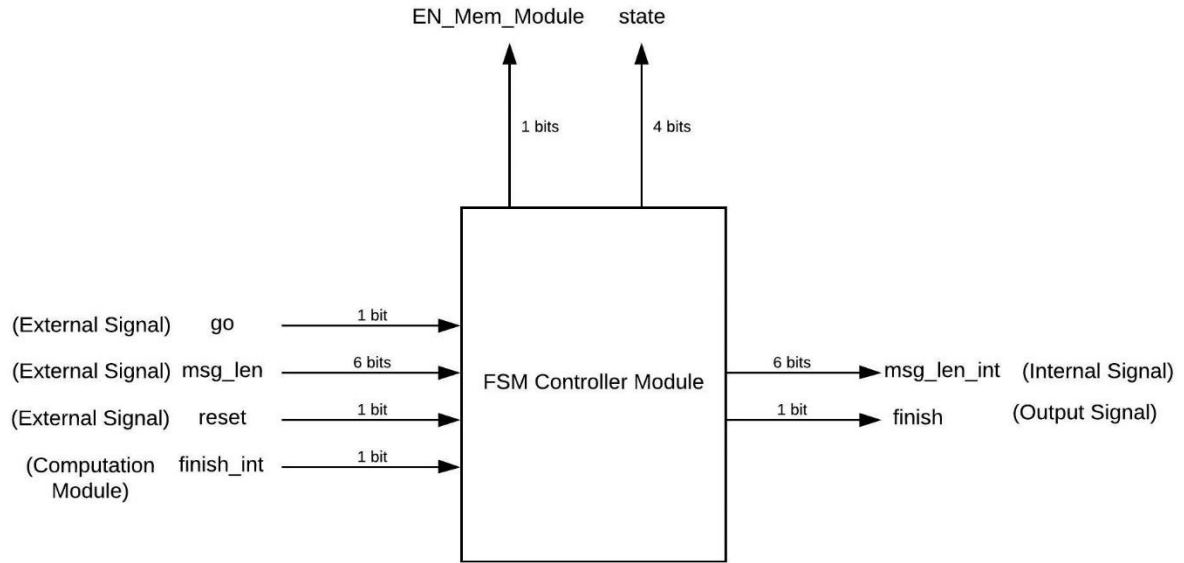 EN_Mem_Module state
1 bits 4 bits
(External Signal) go 1 bit
(External Signal) msg_len 6 bits
(External Signal) reset 1 bit
(Computation Module) finish_int 1 bit
FSM Controller Module
6 bits msg_len_int (Internal Signal)
1 bit finish (Output Signal)